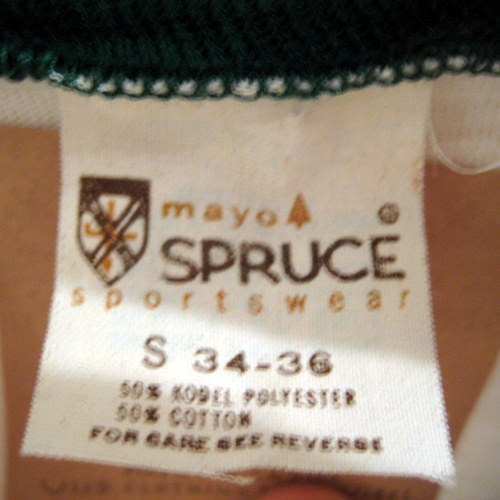 mayo
SPRUCE ®
sportswear
S 34-36
50% KODEL POLYESTER
50% COTTON
FOR CARE SEE REVERSE